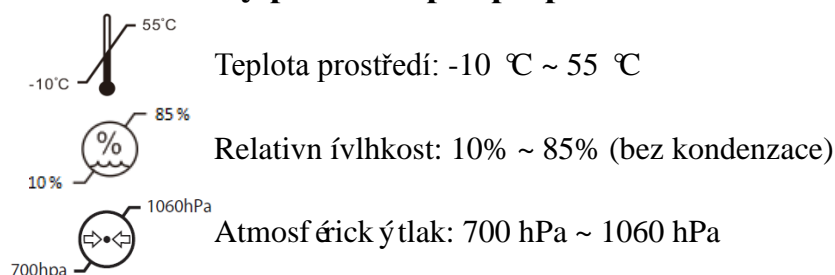 55°C
-10°C
Teplota prostředí: -10 ℃ ~ 55 ℃
85%
%
10%
Relativn ívlhkost: 10% ~ 85% (bez kondenzace)
1060hPa
700hpa
Atmosf érick ýtlak: 700 hPa ~ 1060 hPa